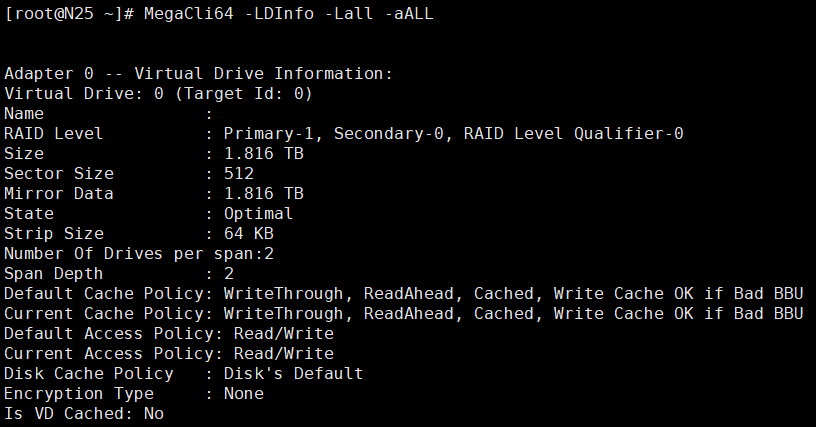 [root@N25 ~]# MegaCli64 -LDInfo -Lall -aALL
Adapter 0 -- Virtual Drive Information:
Virtual Drive: 0 (Target Id: 0)
Name                :
RAID Level          : Primary-1, Secondary-0, RAID Level Qualifier-0
Size                : 1.816 TB
Sector Size         : 512
Mirror Data         : 1.816 TB
State               : Optimal
Strip Size          : 64 KB
Number Of Drives per span:2
Span Depth          : 2
Default Cache Policy: WriteThrough, ReadAhead, Cached, Write Cache OK if Bad BBU
Current Cache Policy: WriteThrough, ReadAhead, Cached, Write Cache OK if Bad BBU
Default Access Policy: Read/Write
Current Access Policy: Read/Write
Disk Cache Policy   : Disk's Default
Encryption Type     : None
Is VD Cached: No